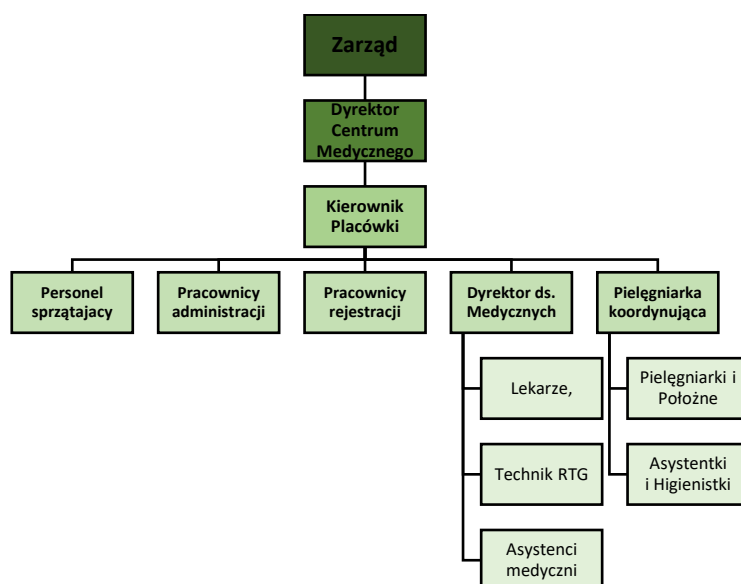 Zarząd
Dyrektor
Centrum
Medycznego
Kierownik
Placówki
Personel
sprzątajacy
Pracownicy
administracji
Pracownicy
rejestracji
Dyrektor ds.
Medycznych
Pielęgniarka
koordynująca
Lekarze,
Technik RTG
Asystenci
medyczni
Pielęgniarki i
Położne
Asystentki
i Higienistki